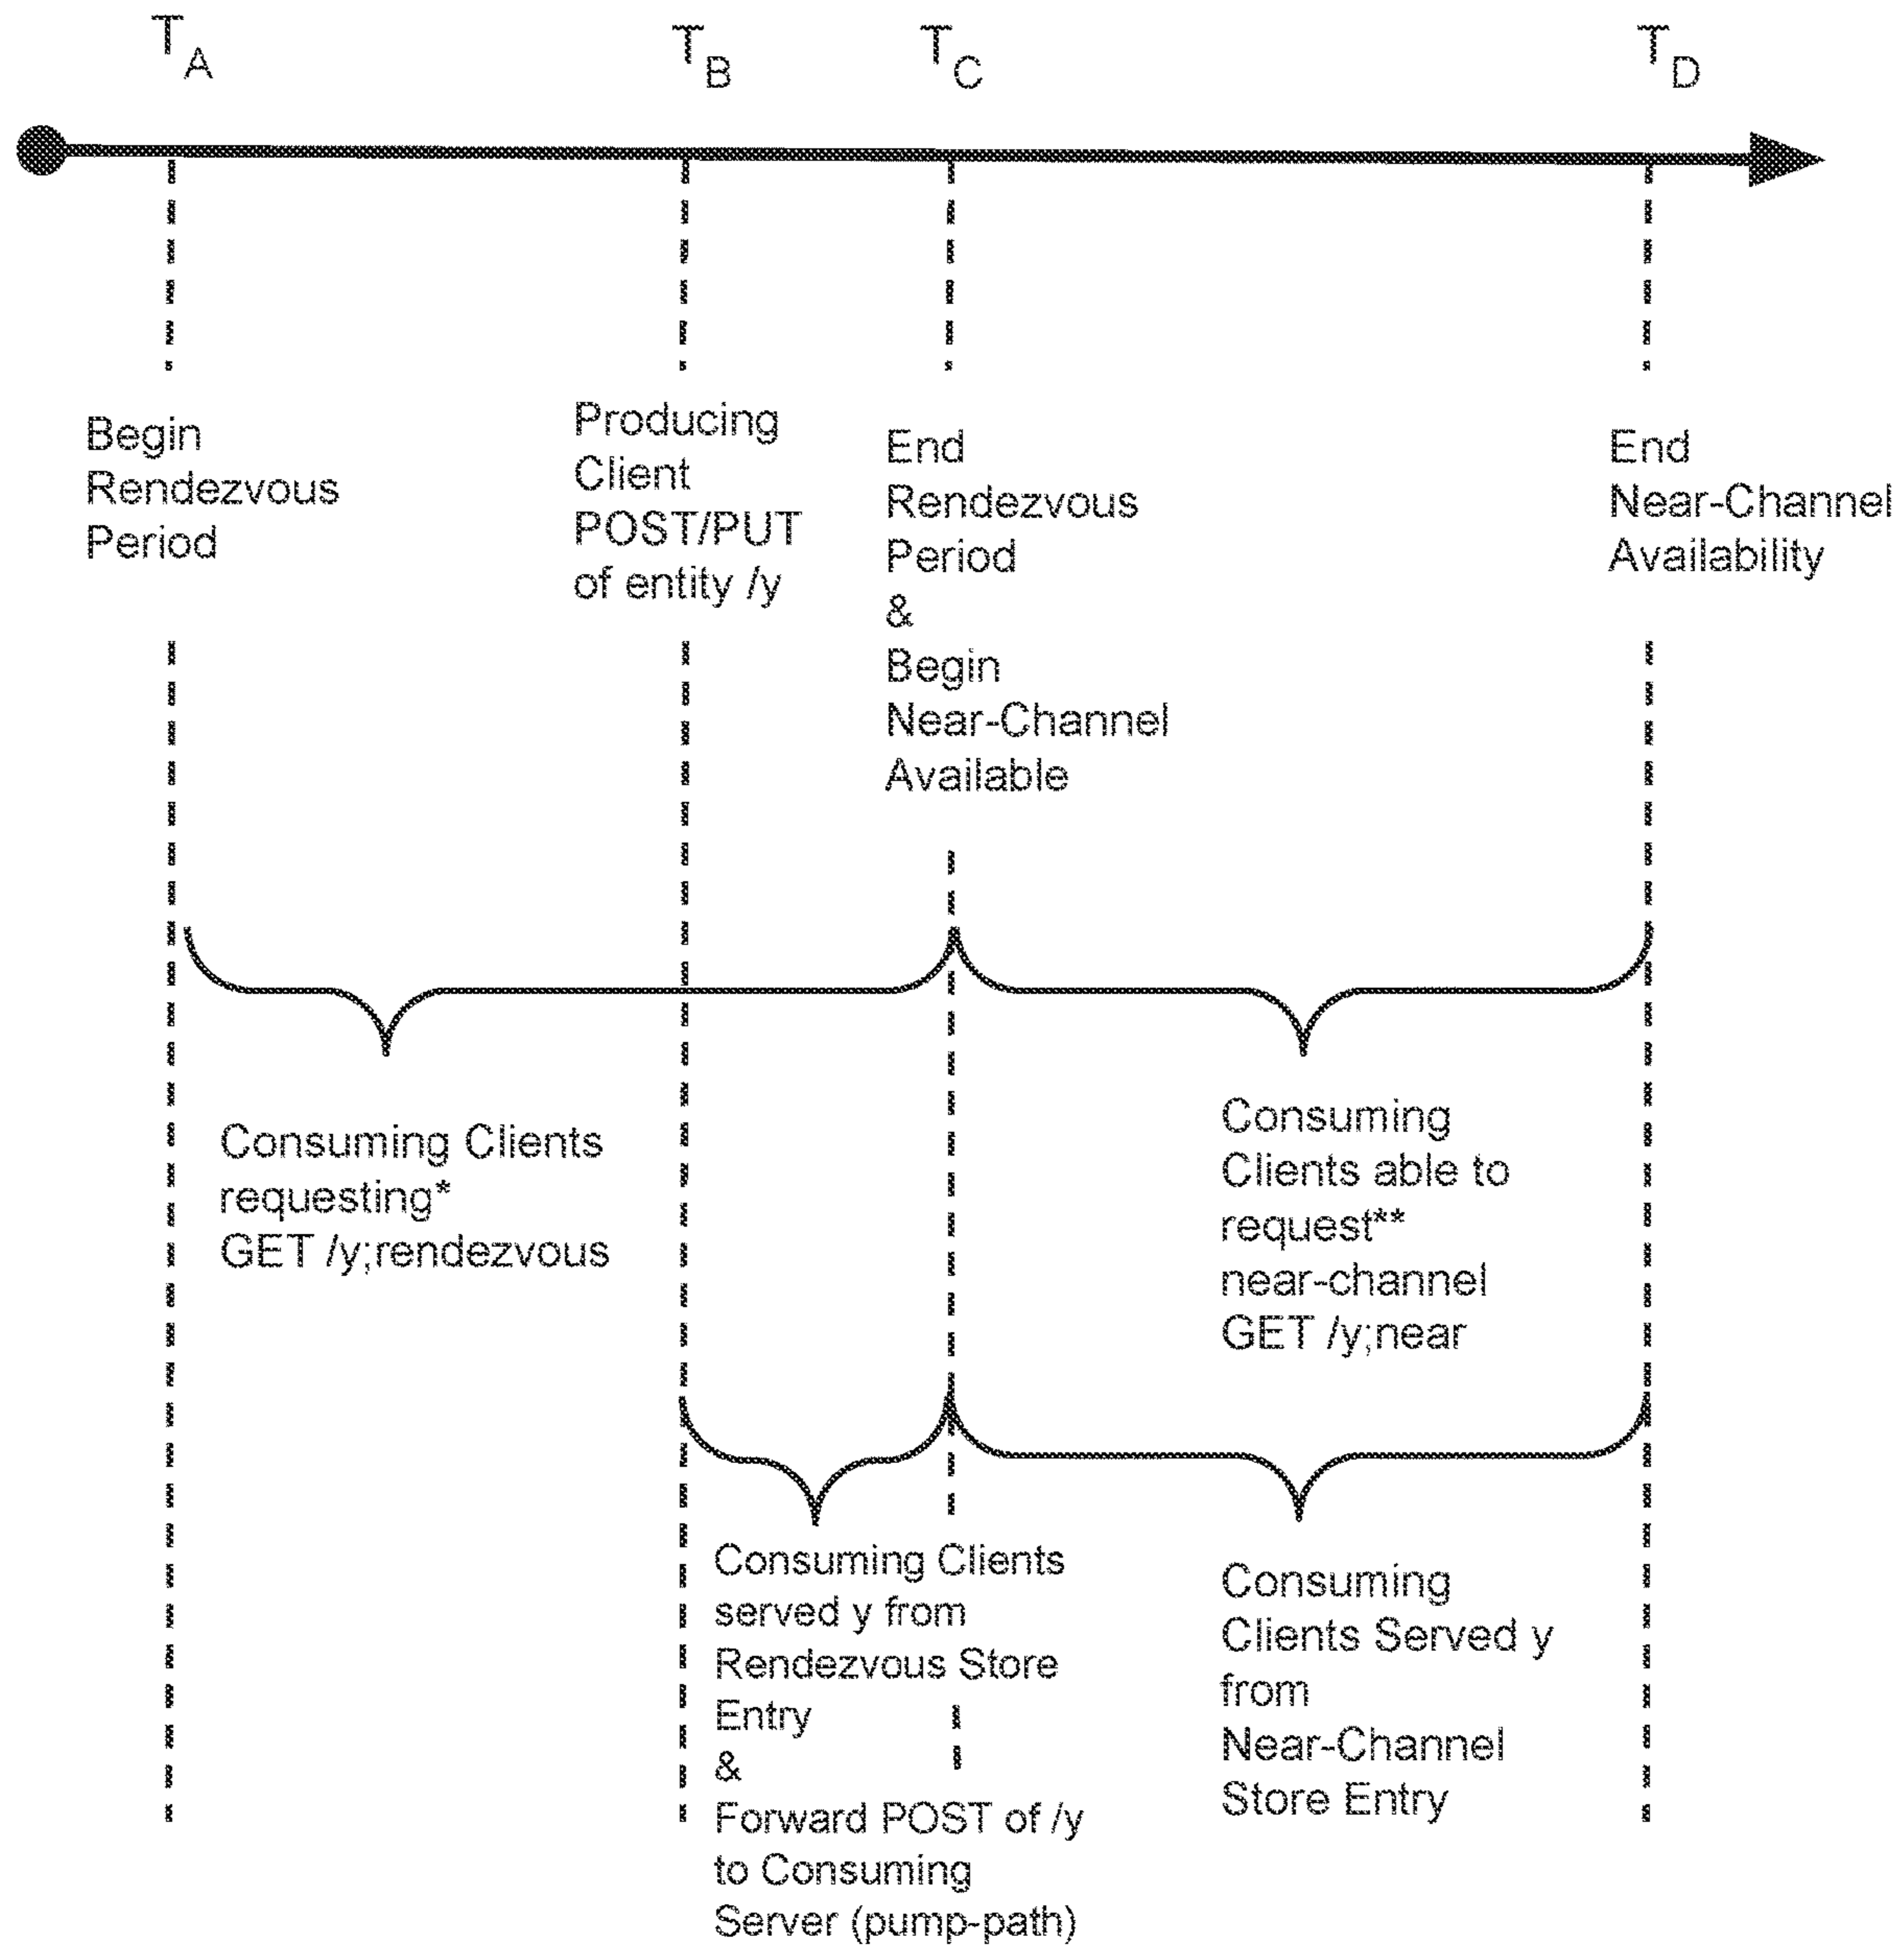 T_A
T_B
T_C
T_D
Begin
Rendezvous
Period
Producing
Client
POST/PUT
of entity /y
End
Rendezvous
Period
&
Begin
Near-Channel
Available
End
Near-Channel
Availability
Consuming Clients
requesting*
GET /y;rendezvous
Consuming
Clients able to
request**
near-channel
GET /y;near
Consuming Clients
served y from
Rendezvous Store
Entry
&
Forward POST of /y
to Consuming
Server (pump-path)
Consuming
Clients Served y
from
Near-Channel
Store Entry